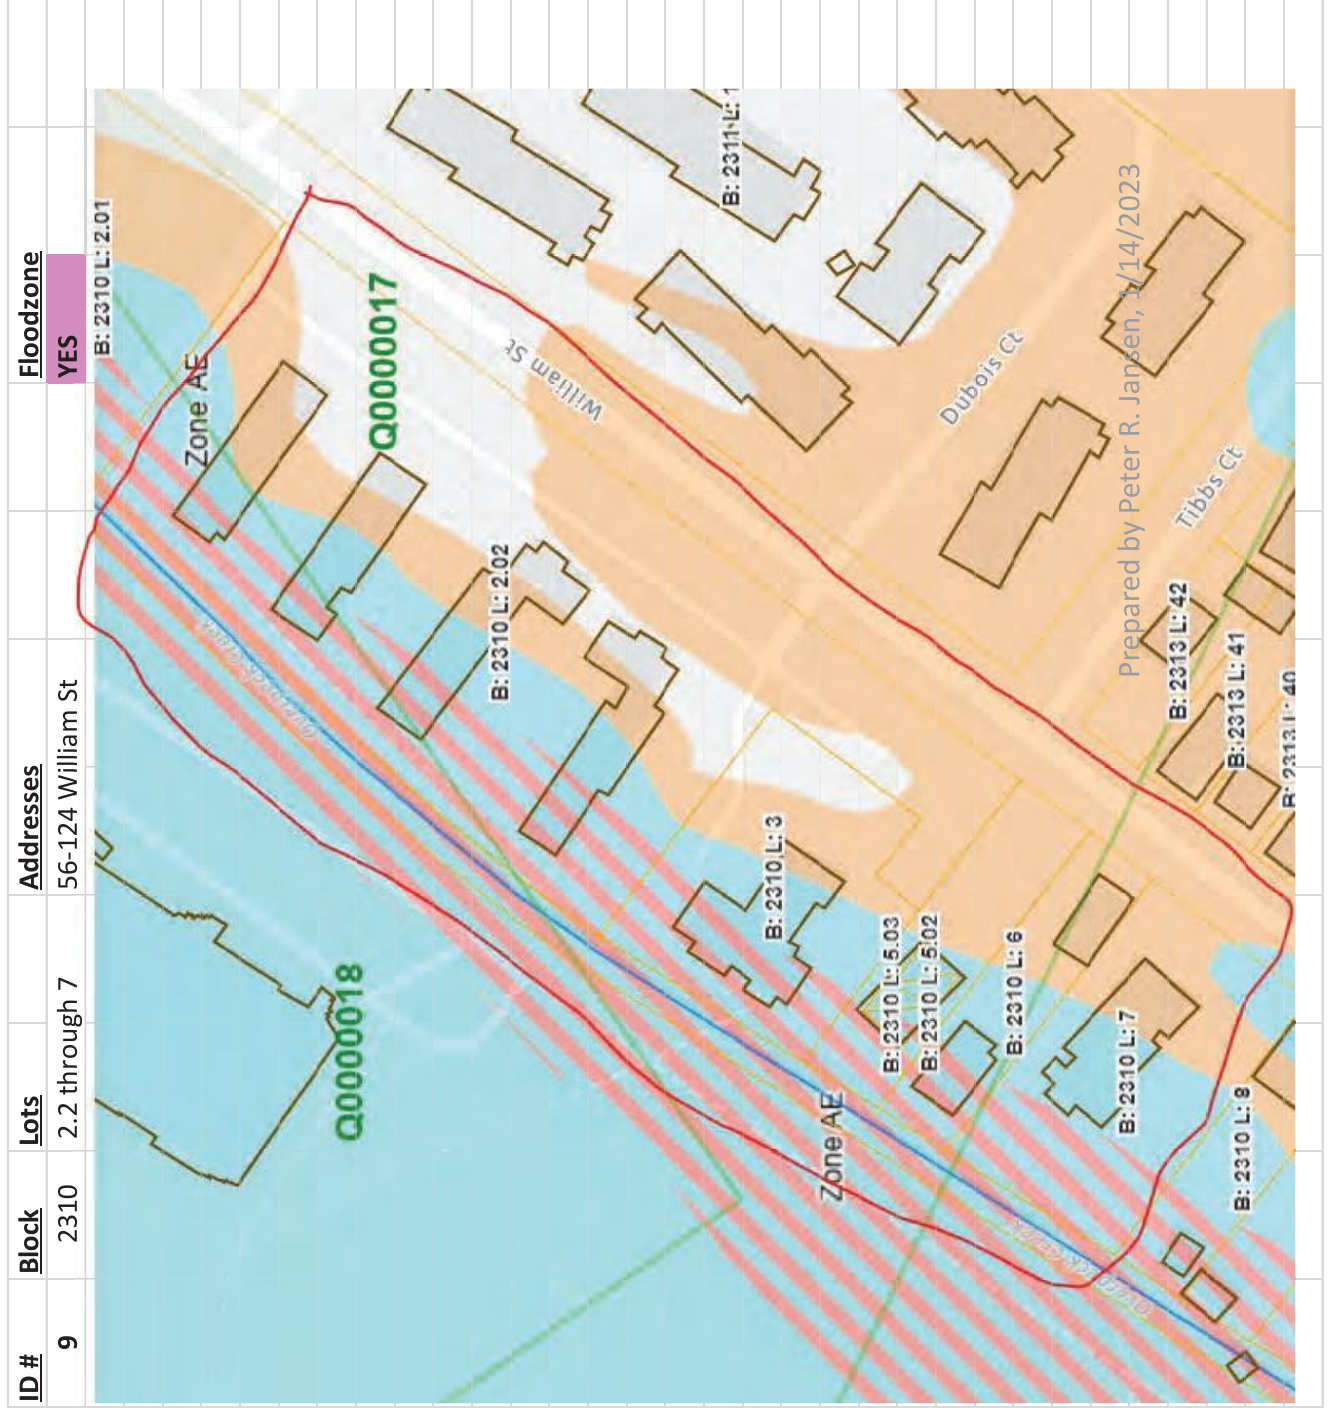 ID # Block Lots Addresses Floodzone
9 2310 2.2 through 7 56-124 William St YES
B: 2310 L: 2.01
Zone AE
Q0000017
William St
B: 2311 L: 1
Q0000018
B: 2310 L: 2.02
Dubois Ct
Prepared by Peter R. Jansen, 1/14/2023
Tibbs Ct
B: 2313 L: 42
B: 2313 L: 41
B: 2313 L: 40
B: 2310 L: 3
B: 2310 L: 5.03
B: 2310 L: 5.02
B: 2310 L: 6
B: 2310 L: 7
B: 2310 L: 8
Zone AE